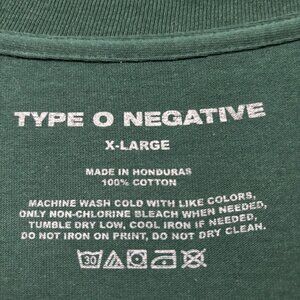 TYPE O NEGATIVE
X-LARGE
MADE IN HONDURAS
100% COTTON
MACHINE WASH COLD WITH LIKE COLORS,
ONLY NON-CHLORINE BLEACH WHEN NEEDED,
TUMBLE DRY LOW, COOL IRON IF NEEDED,
DO NOT IRON ON PRINT, DO NOT DRY CLEAN.
30